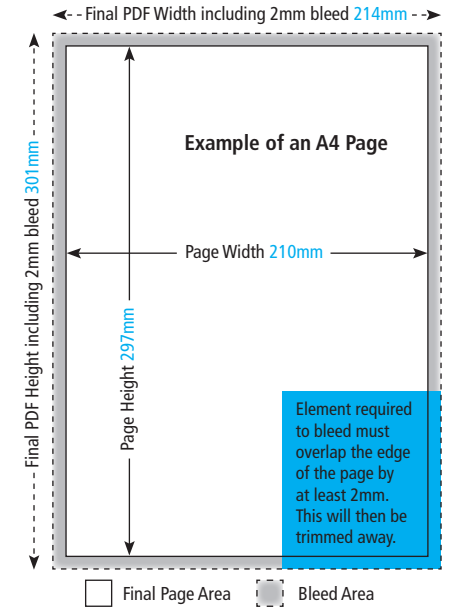 Final PDF Width including 2mm bleed 214mm
Final PDF Height including 2mm bleed 301mm
Example of an A4 Page
Page Width 210mm
Page Height 297mm
Element required
to bleed must
overlap the edge
of the page by
at least 2mm.
This will then be
trimmed away.
Final Page Area
Bleed Area